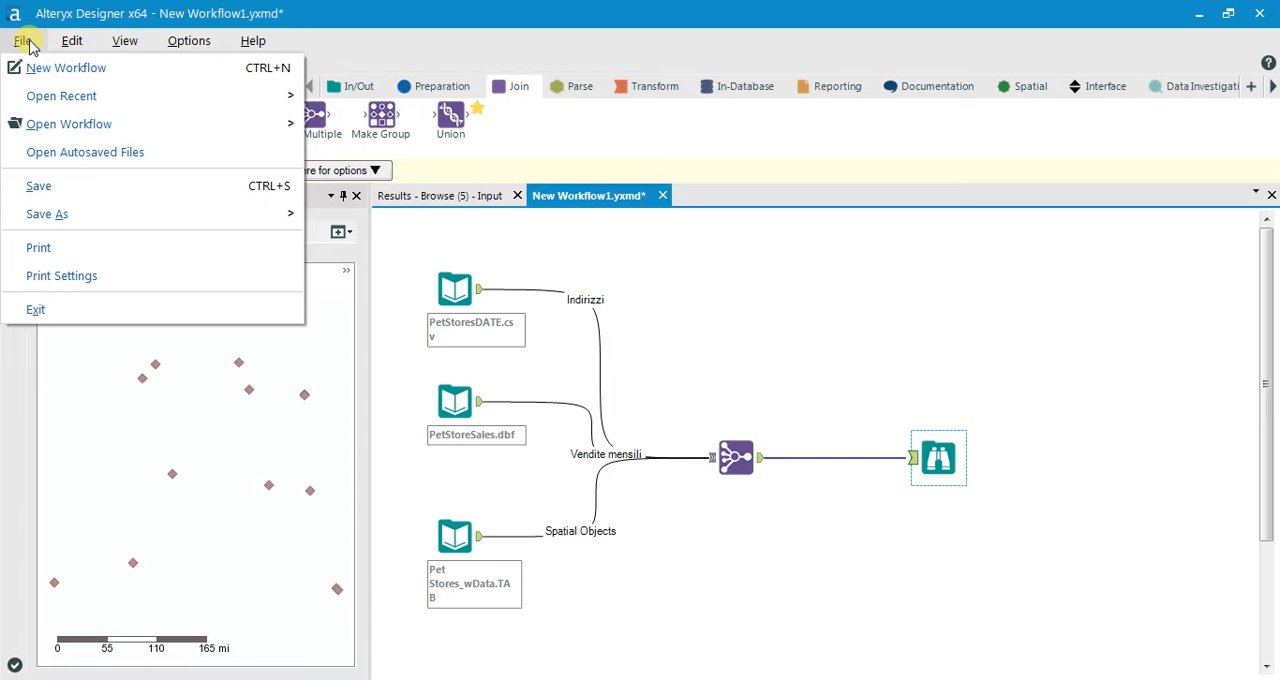 a Alteryx Designer x64 - New Workflow1.yxmd*
File Edit View Options Help
New Workflow CTRL+N
Open Recent >
Open Workflow >
Open Autosaved Files
Save CTRL+S
Save As >
Print
Print Settings
Exit
In/Out Preparation Join Parse Transform In-Database Reporting Documentation Spatial Interface Data Investigati
Multiple Make Group Union
ere for options ▼
Results - Browse (5) - Input New Workflow1.yxmd*
PetStoresDATE.cs
v
Indirizzi
PetStoreSales.dbf
Vendite mensili
Spatial Objects
Pet
Stores_wData.TA
B
0 55 110 165 mi